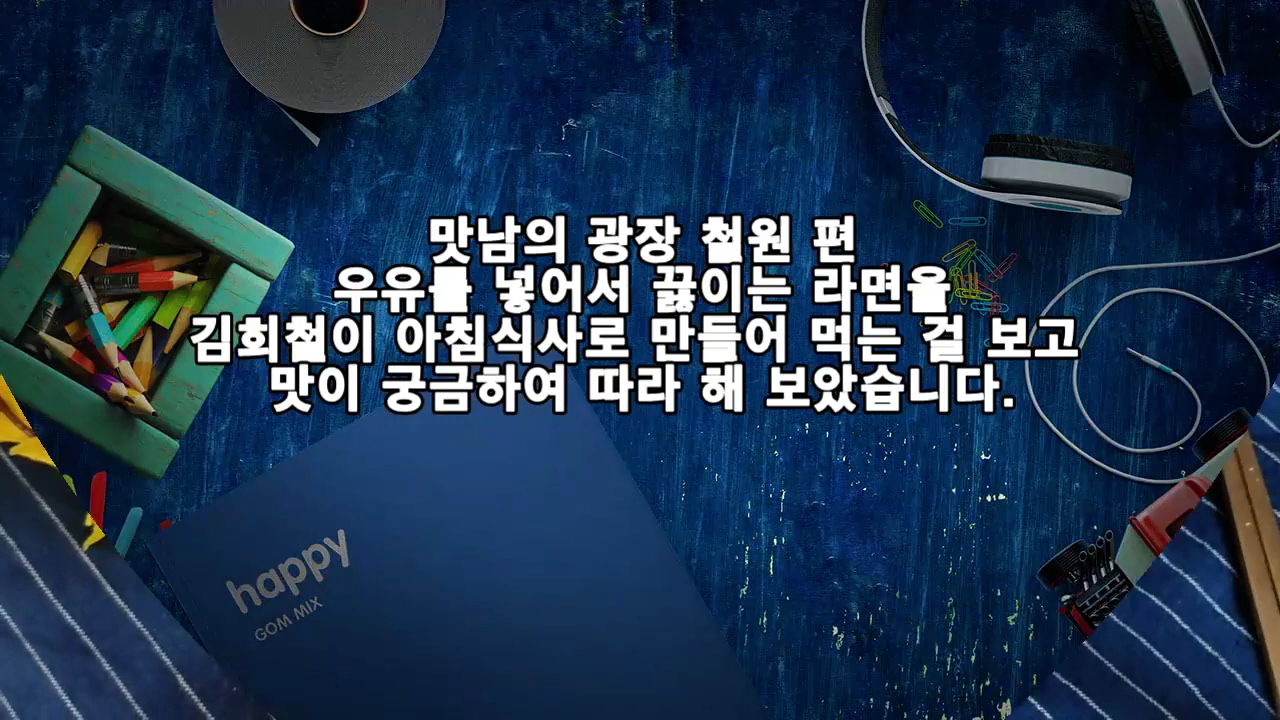 맛남의 광장 철원 편
우유를 넣어서 끓이는 라면을
김희철이 아침식사로 만들어 먹는 걸 보고
맛이 궁금하여 따라 해 보았습니다.
happy
GOM MIX